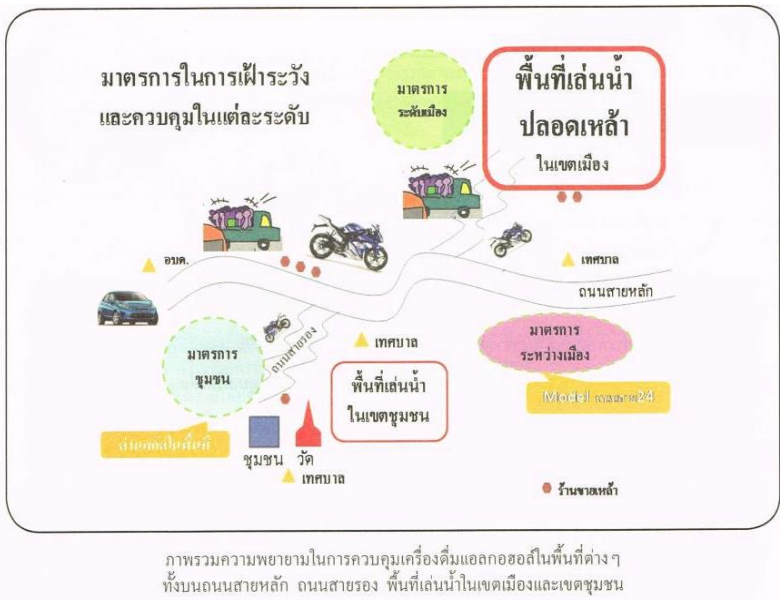 มาตรการในการเฝ้าระวัง
และควบคุมในแต่ละระดับ
มาตรการ
ระดับเมือง
พื้นที่เล่นน้ำ
ปลอดเหล้า
ในเขตเมือง
อบต.
เทศบาล
ถนนสายหลัก
มาตรการ
ชุมชน
ถนนสายรอง
เทศบาล
มาตรการ
ระหว่างเมือง
พื้นที่เล่นน้ำ
ในเขตชุมชน
Model 24
ชุมชน
วัด
เทศบาล
ร้านขายเหล้า
ภาพรวมความพยายามในการควบคุมเครื่องดื่มแอลกอฮอล์ในพื้นที่ต่าง ๆ
ทั้งบนถนนสายหลัก ถนนสายรอง พื้นที่เล่นน้ำในเขตเมืองและเขตชุมชน